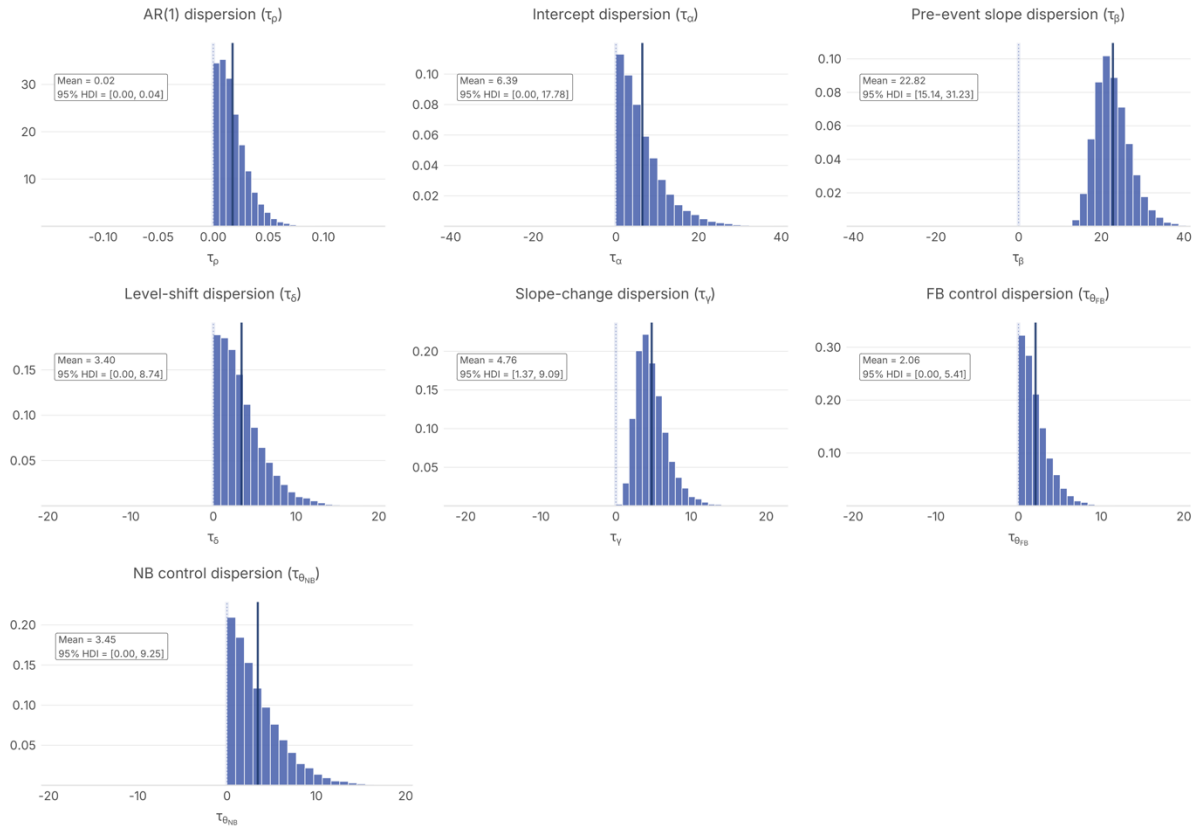 AR(1) dispersion (τρ)
Mean = 0.02
95% HDI = [0.00, 0.04]
30
20
10
-0.10
-0.05
0.00
0.05
0.10
τρ
Intercept dispersion (τα)
Mean = 6.39
95% HDI = [0.00, 17.78]
0.10
0.08
0.06
0.04
0.02
-40
-20
0
20
40
τα
Pre-event slope dispersion (τβ)
Mean = 22.82
95% HDI = [15.14, 31.23]
0.10
0.08
0.06
0.04
0.02
-40
-20
0
20
40
τβ
Level-shift dispersion (τδ)
Mean = 3.40
95% HDI = [0.00, 8.74]
0.15
0.10
0.05
-20
-10
0
10
20
τδ
Slope-change dispersion (τγ)
Mean = 4.76
95% HDI = [1.37, 9.09]
0.20
0.15
0.10
0.05
-20
-10
0
10
20
τγ
FB control dispersion (τθFB)
Mean = 2.06
95% HDI = [0.00, 5.41]
0.30
0.20
0.10
-20
-10
0
10
20
τθFB
NB control dispersion (τθNB)
Mean = 3.45
95% HDI = [0.00, 9.25]
0.20
0.15
0.10
0.05
-20
-10
0
10
20
τθNB